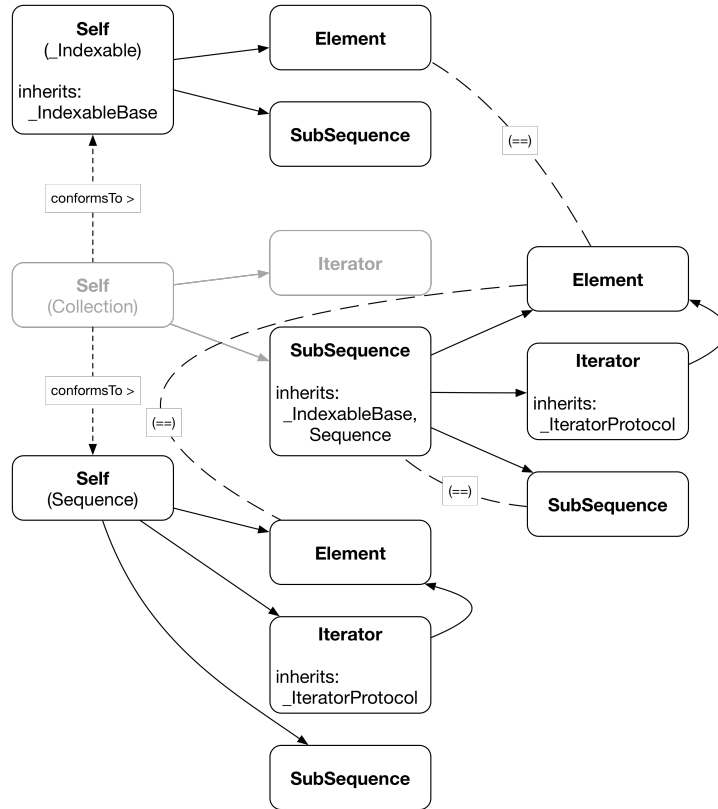 Self
(_Indexable)
inherits:
_IndexableBase
Element
SubSequence
(==)
conformsTo >
Self
(Collection)
Iterator
Element
SubSequence
inherits:
_IndexableBase,
Sequence
Iterator
inherits:
_IteratorProtocol
conformsTo >
(==)
Self
(Sequence)
(==)
SubSequence
Element
Iterator
inherits:
_IteratorProtocol
SubSequence